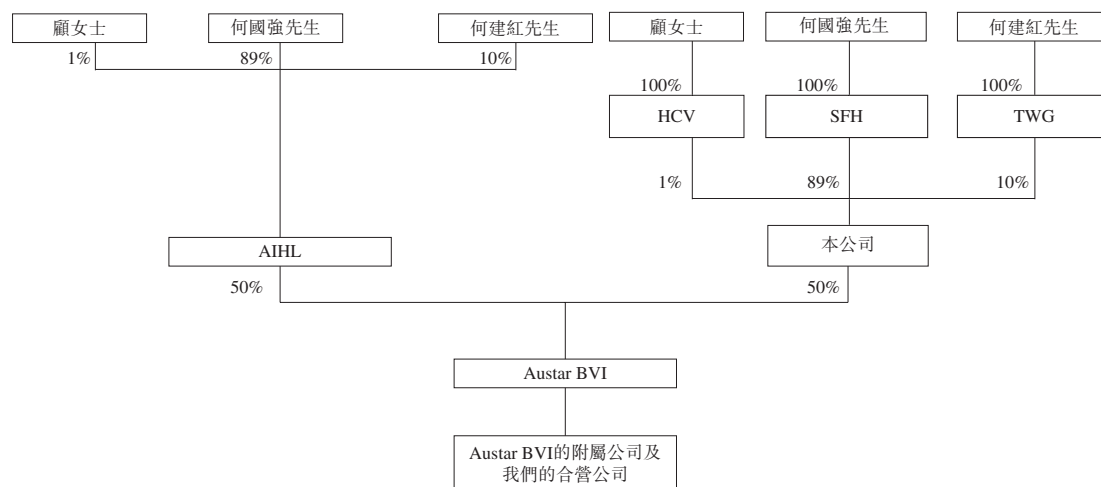 顧女士
何國強先生
何建紅先生
顧女士
何國強先生
何建紅先生
1%
89%
10%
100%
100%
100%
HCV
SFH
TWG
1%
89%
10%
AIHL
本公司
50%
50%
Austar BVI
Austar BVI的附屬公司及
我們的合營公司